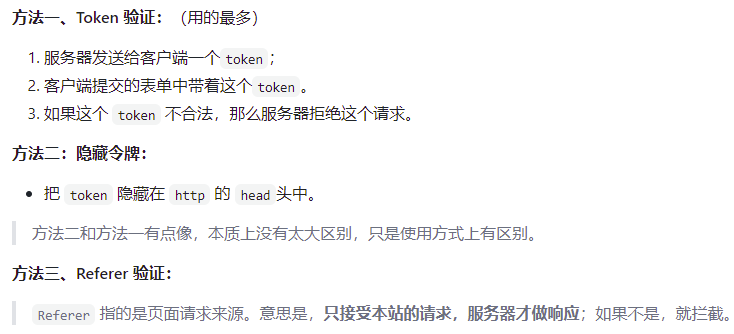 方法一、Token 验证：（用的最多）
1. 服务器发送给客户端一个 token；
2. 客户端提交的表单中带着这个 token。
3. 如果这个 token 不合法，那么服务器拒绝这个请求。
方法二：隐藏令牌：
• 把 token 隐藏在 http 的 head 头中。
方法二和方法一有点像，本质上没有太大区别，只是使用方式上有区别。
方法三、Referer 验证：
Referer 指的是页面请求来源。意思是，只接受本站的请求，服务器才做响应；如果不是，就拦截。